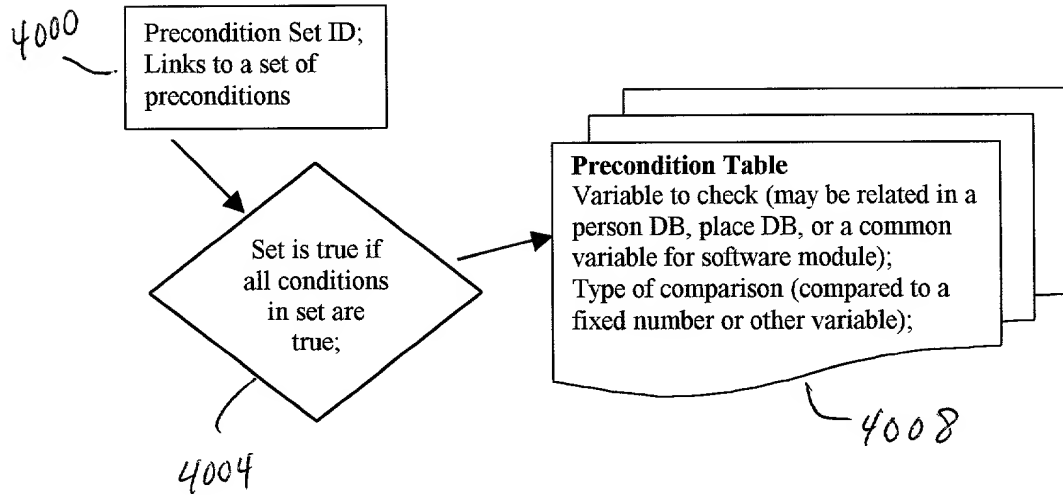 4000
Precondition Set ID;
Links to a set of
preconditions
Set is true if
all conditions
in set are
true;
4004
Precondition Table
Variable to check (may be related in a
person DB, place DB, or a common
variable for software module);
Type of comparison (compared to a
fixed number or other variable);
4008